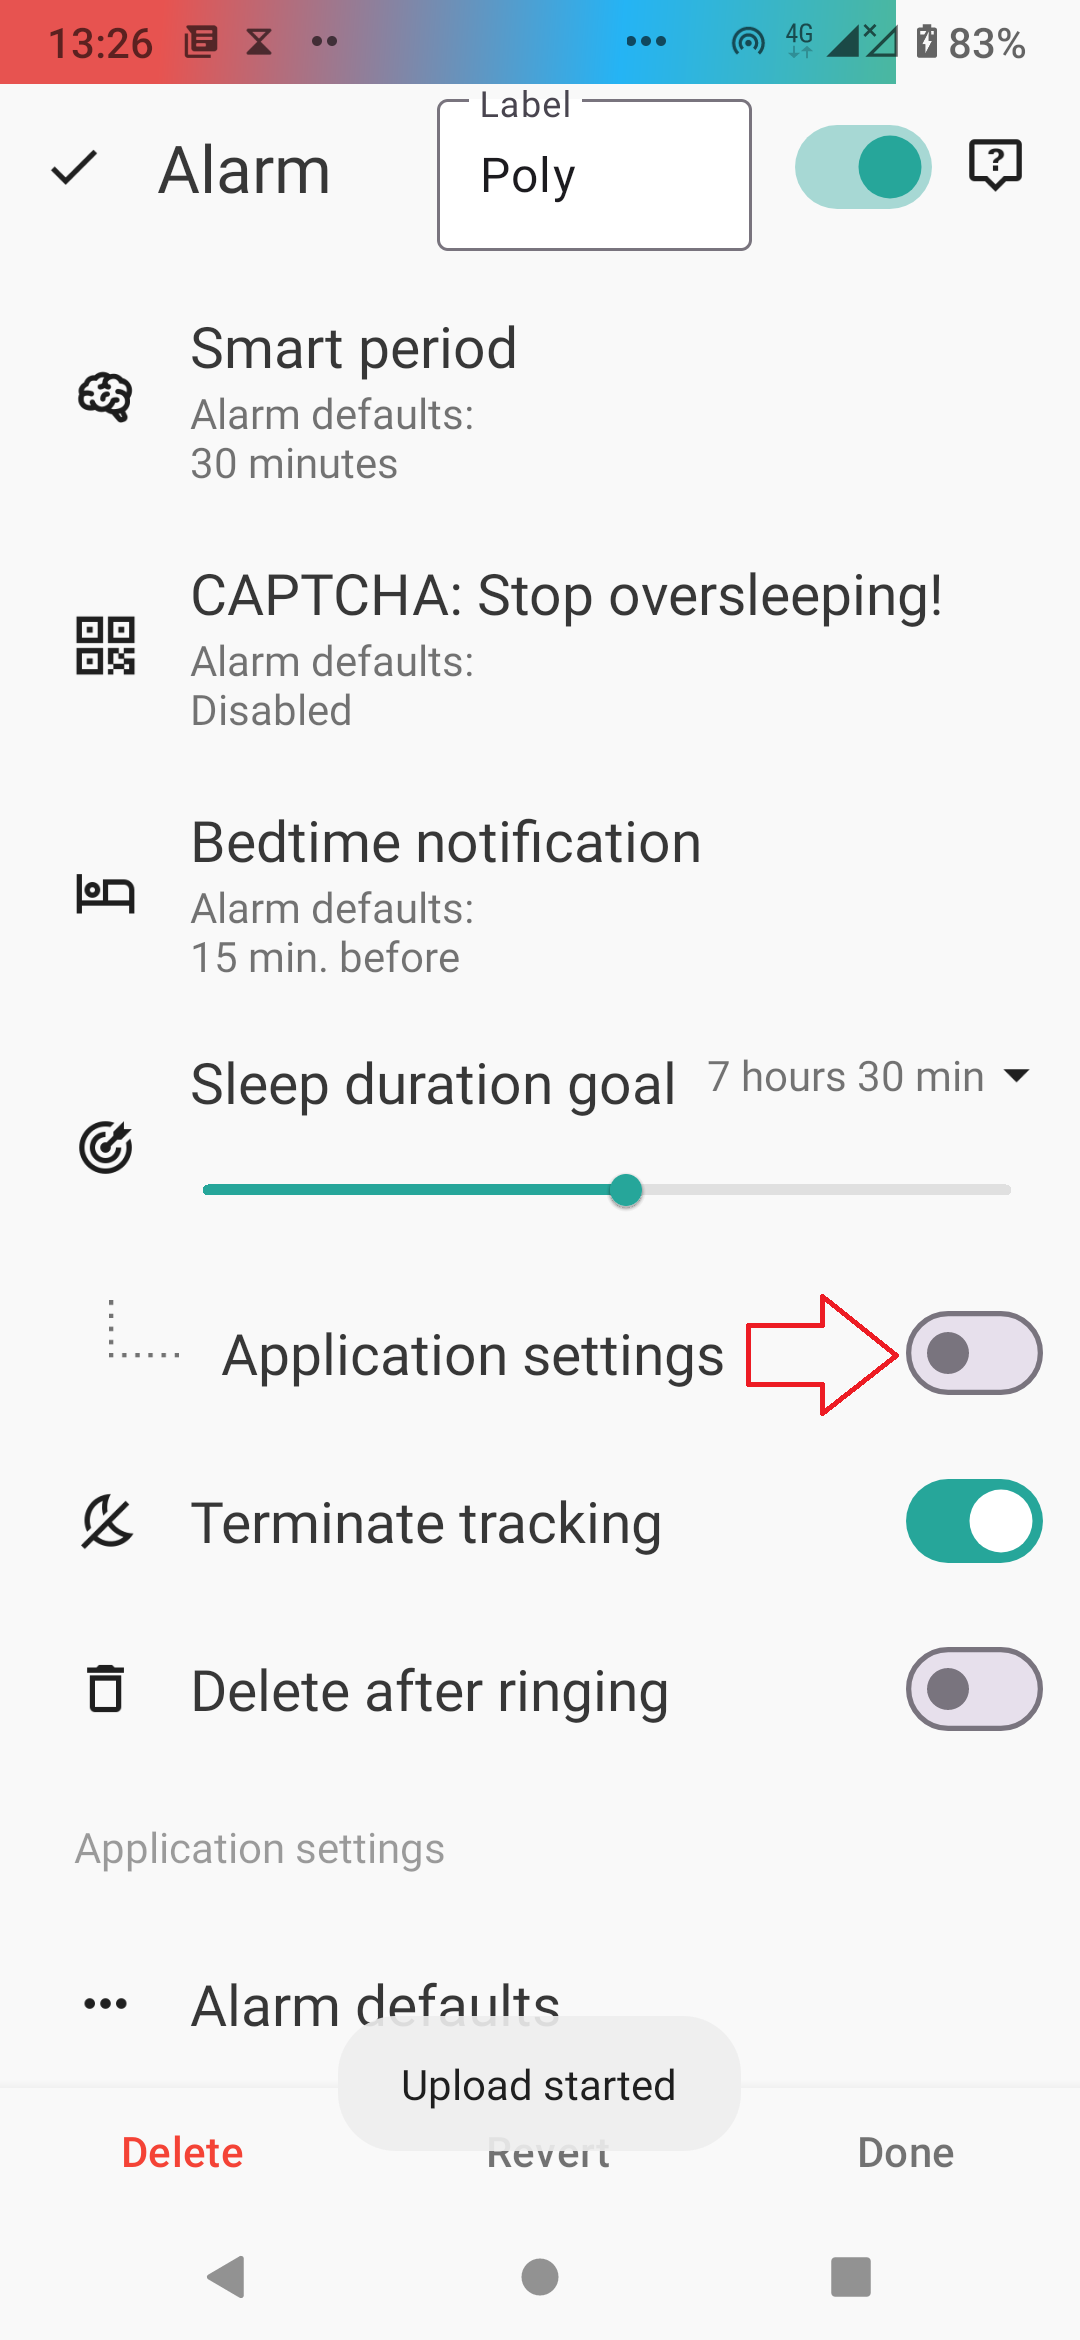 13:26
4G
83%
Label
Alarm
Poly
Smart period
Alarm defaults:
30 minutes
CAPTCHA: Stop oversleeping!
Alarm defaults:
Disabled
Bedtime notification
Alarm defaults:
15 min. before
Sleep duration goal 7 hours 30 min
Application settings
Terminate tracking
Delete after ringing
Application settings
Alarm defaults
Upload started
Delete Revert Done